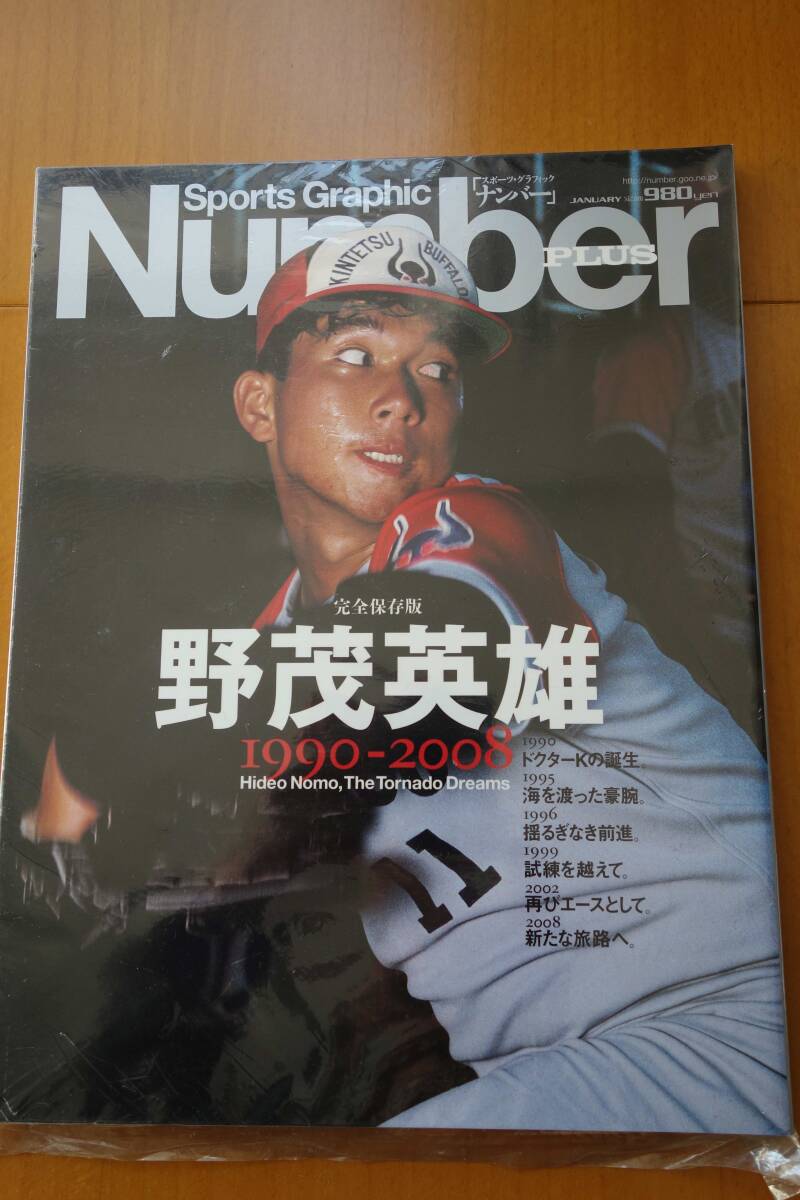 Sports Graphic
スポーツ・グラフィック
「ナンバー」
http://number.goo.ne.jp/
JANUARY 980yen
Number
PLUS
KINTETSU BUFFALO
完全保存版
野茂英雄
1990-2008
Hideo Nomo, The Tornado Dreams
1990
ドクターKの誕生。
1995
海を渡った豪腕。
1996
揺るぎなき前進。
1999
試練を越えて。
2002
再びエースとして。
2008
新たな旅路へ。
11